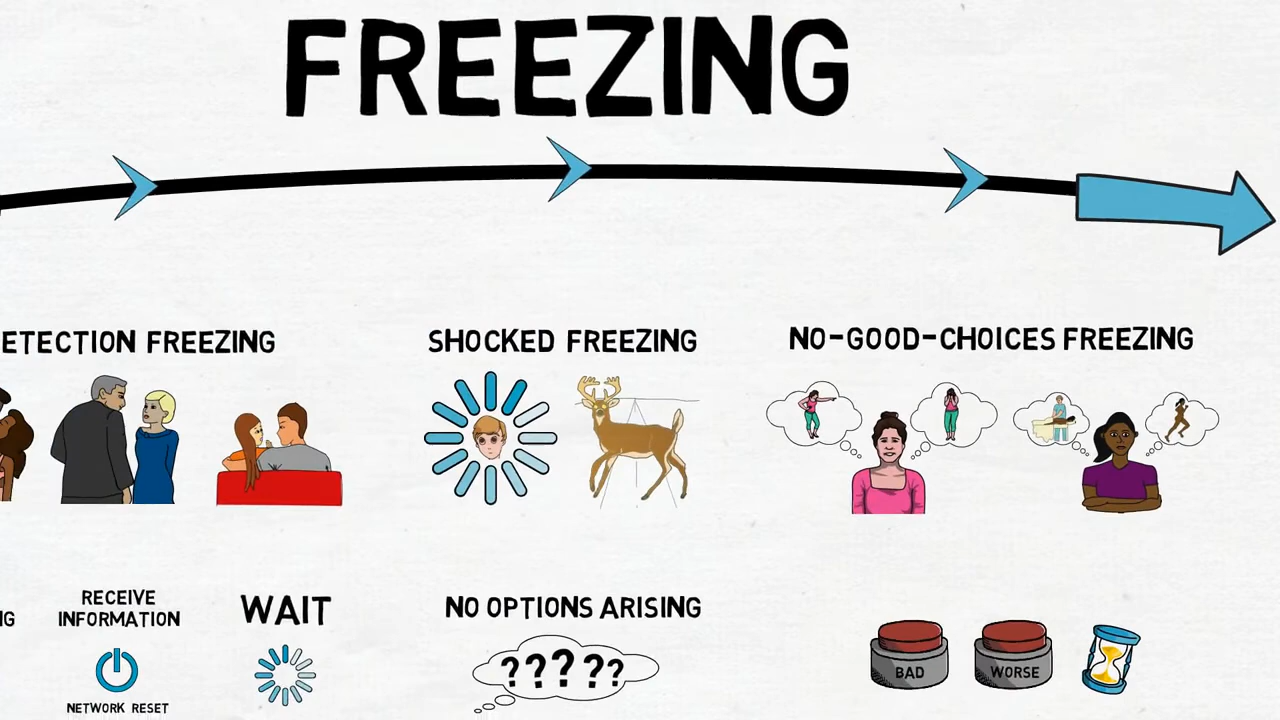 FREEZING
ETECTION FREEZING
SHOCKED FREEZING
NO-GOOD-CHOICES FREEZING
G
RECEIVE
INFORMATION
NETWORK RESET
WAIT
NO OPTIONS ARISING
?????
BAD
WORSE